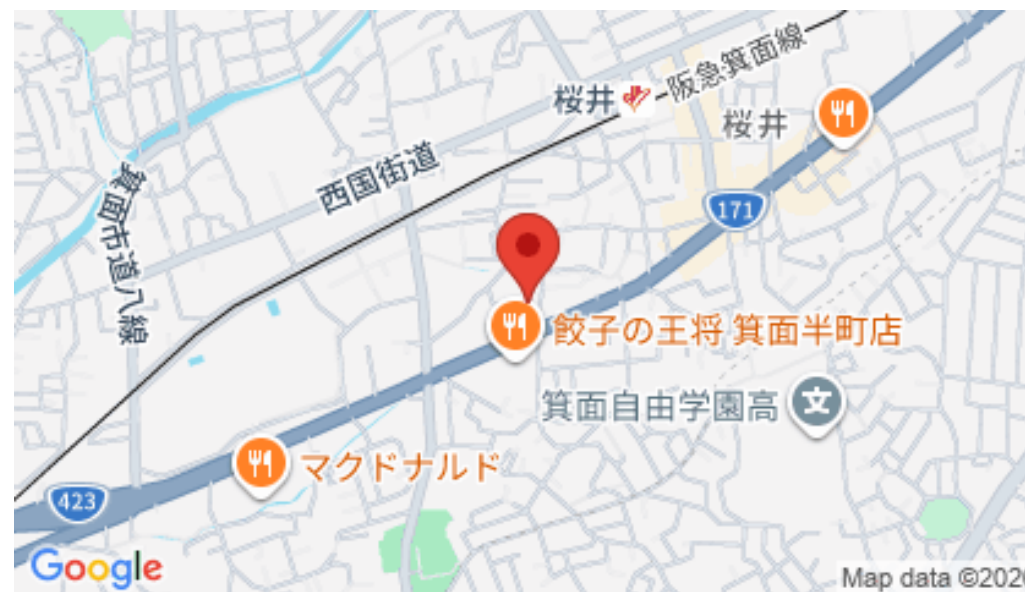 阪急箕面線
桜井
桜井
西国街道
171
箕面市道八線
餃子の王将 箕面半町店
箕面自由学園高
文
マクドナルド
423
Google
Map data ©202